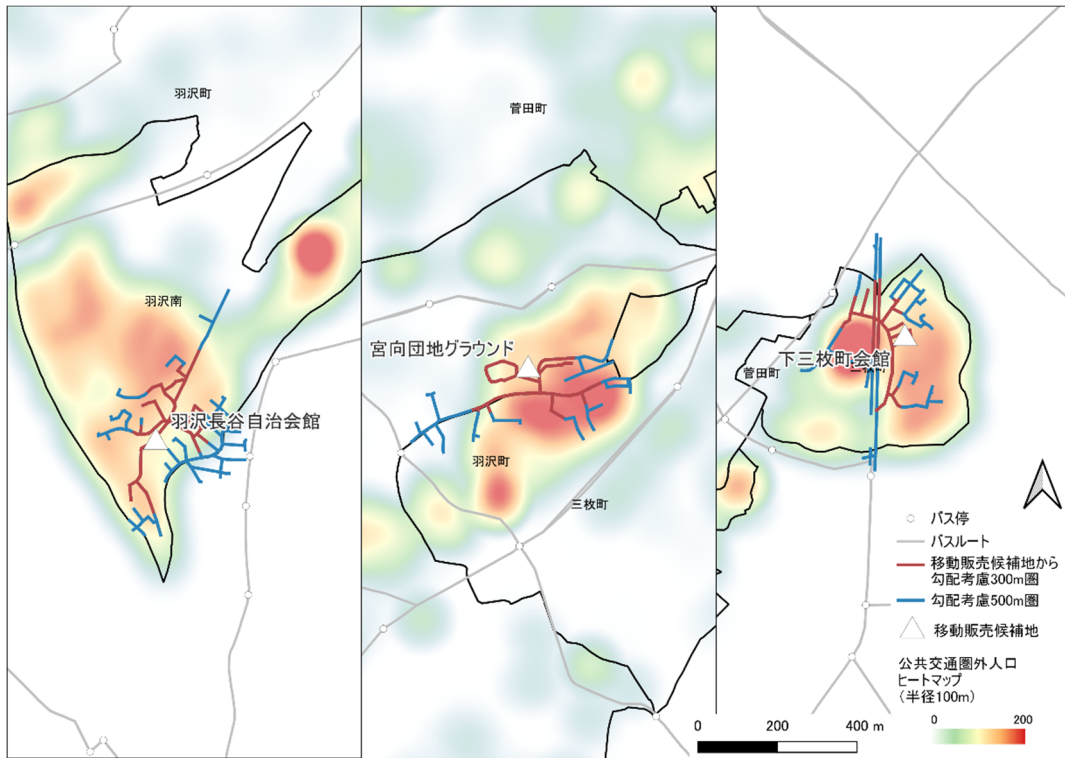 羽沢町
羽沢南
羽沢長谷自治会館
菅田町
宮向団地グラウンド
羽沢町
三枚町
下三枚町会館
菅田町
バス停
バスルート
移動販売候補地から
勾配考慮300m圏
勾配考慮500m圏
移動販売候補地
公共交通圏外人口
ヒートマップ
(半径100m)
0 200
0 200 400 m